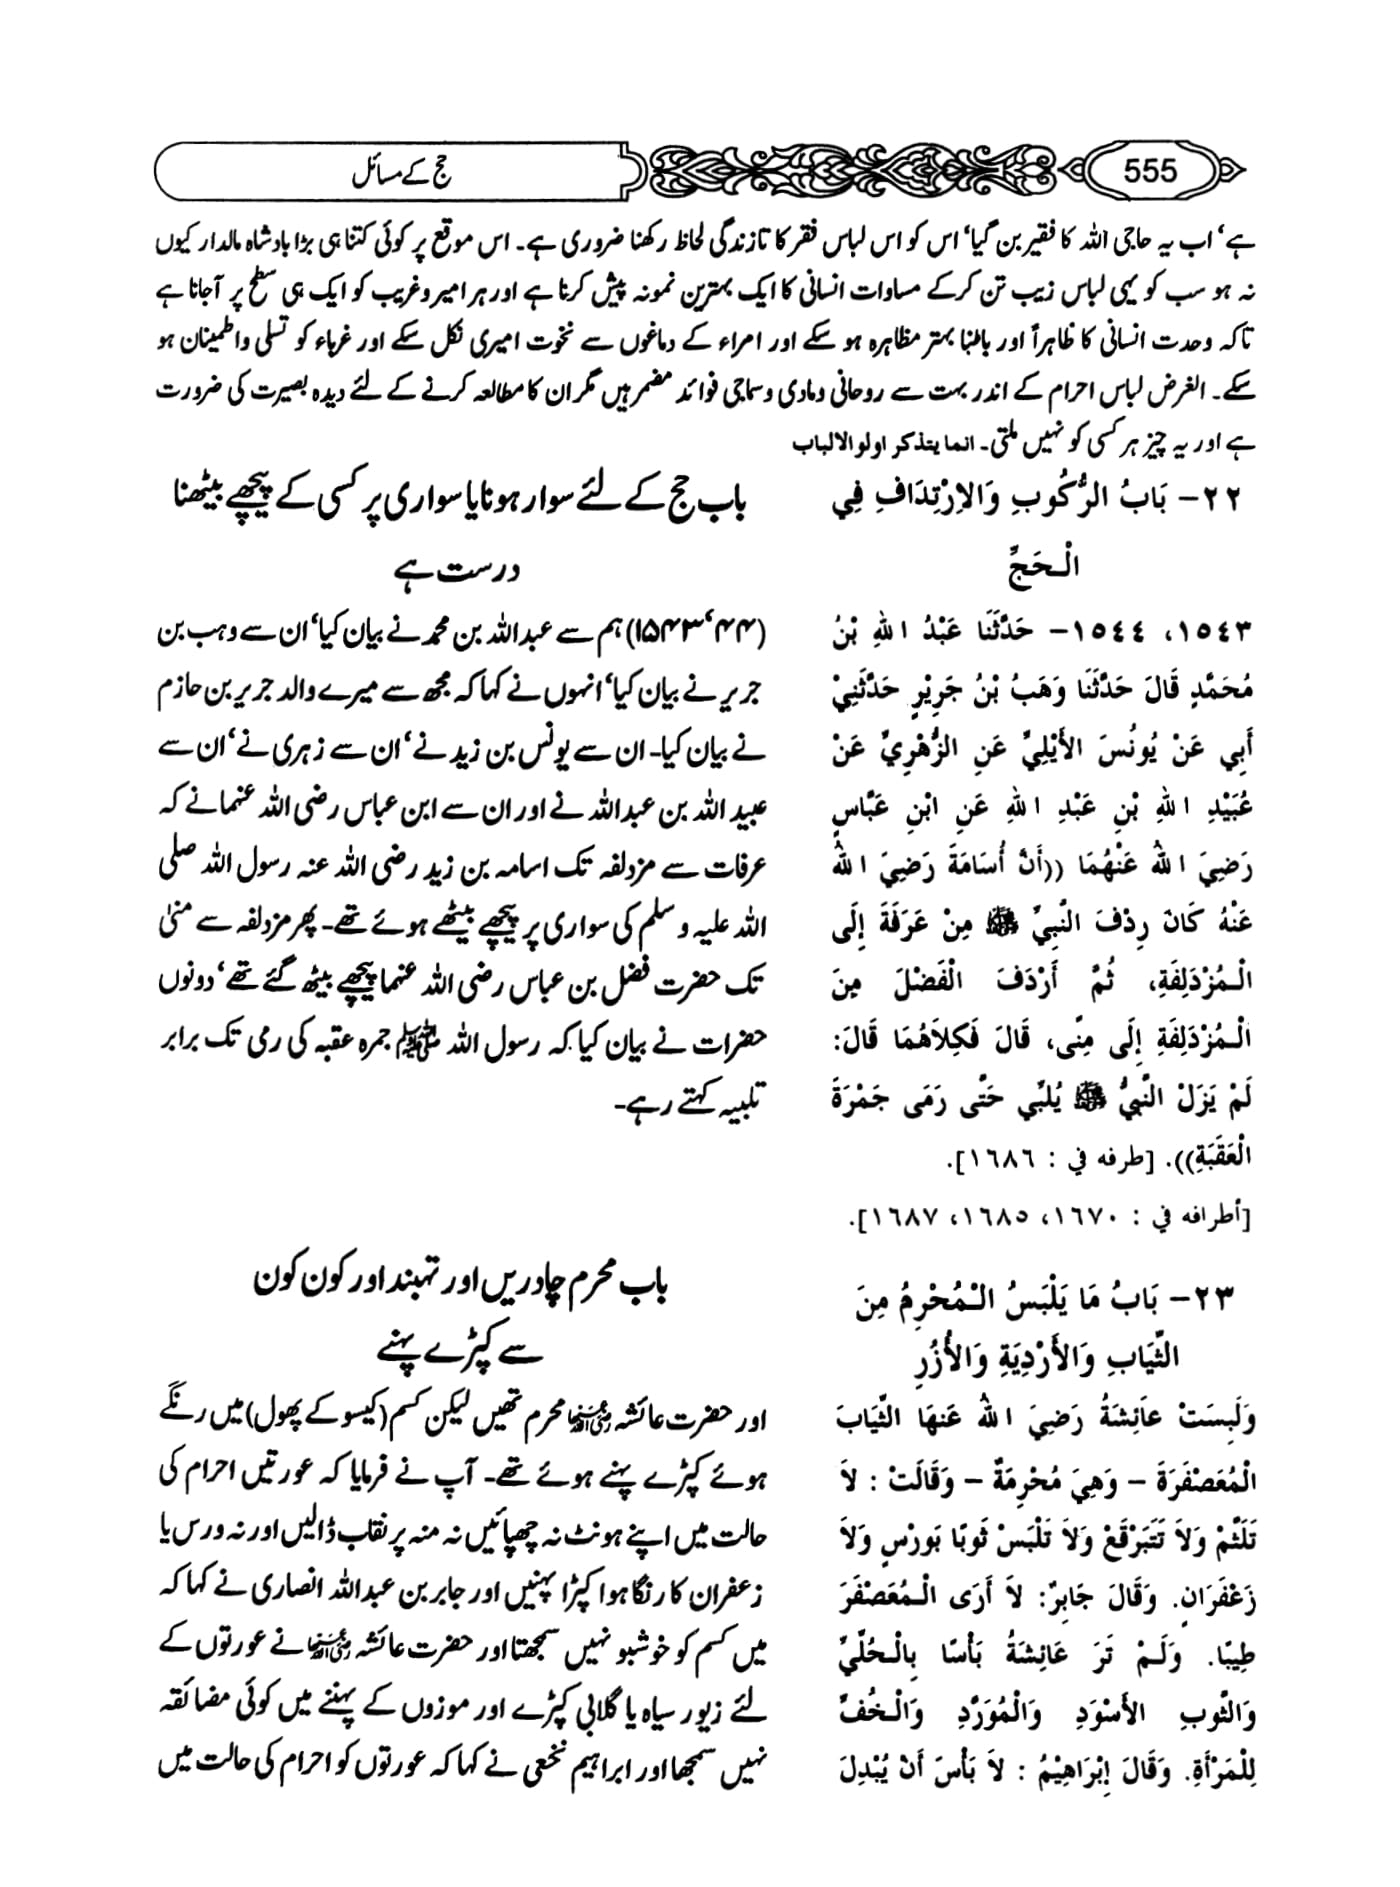 555
حج کے مسائل
ہے‘ اب یہ حاجی اللہ کا فقیر بن گیا‘ اس کو اس لباس فقر کا تازندگی لحاظ رکھنا ضروری ہے۔ اس موقع پر کوئی کتنا ہی بڑا بادشاہ مالدار کیوں
نہ ہو سب کو یہی لباس زیب تن کرکے مساوات انسانی کا ایک بہترین نمونہ پیش کرنا ہے اور ہر امیر و غریب کو ایک ہی سطح پر آجانا ہے
تاکہ وحدت انسانی کا ظاہراً اور باطنا بہتر مظاہرہ ہو سکے اور امراء کے دماغوں سے نخوت امیری نکل سکے اور غرباء کو تسلی و اطمینان ہو
سکے۔ الغرض لباس احرام کے اندر بہت سے روحانی و مادی و سماجی فوائد مضمر ہیں مگر ان کا مطالعہ کرنے کے لئے دیدہ بصیرت کی ضرورت
ہے اور یہ چیز ہر کسی کو نہیں ملتی۔ انما یتذکر اولو الالباب
٢٢- بَابُ الرُّكُوبِ وَالاِرْتِدَافِ فِي
الْـحَجِّ
١٥٤٣، ١٥٤٤- حَدَّثَنَا عَبْدُ اللهِ بْنُ
مُحَمَّدٍ قَالَ حَدَّثَنَا وَهَبُ بْنُ جَرِيْرٍ حَدَّثَنِيْ
أَبِي عَنْ يُونُسَ الأَيْلِيِّ عَنِ الزُّهْرِيِّ عَنْ
عُبَيْدِ اللهِ بْنِ عَبْدِ اللهِ عَنِ ابْنِ عَبَّاسٍ
رَضِيَ اللهُ عَنْهُمَا ((أَنَّ أُسَامَةَ رَضِيَ اللهُ
عَنْهُ كَانَ رِدْفَ النَّبِيِّ ﷺ مِنْ عَرَفَةَ إِلَى
الْـمُزْدَلِفَةِ، ثُمَّ أَرْدَفَ الْفَضْلَ مِنَ
الْـمُزْدَلِفَةِ إِلَى مِنًى، قَالَ فَكِلاَهُمَا قَالَ:
لَمْ يَزَلْ النَّبِيُّ ﷺ يُلَبِّي حَتَّى رَمَى جَمْرَةَ
الْعَقَبَةِ)). [طرفه في : ١٦٨٦].
[أطرافه في : ١٦٧٠، ١٦٨٥، ١٦٨٧].
باب حج کے لئے سوار ہونا یا سواری پر کسی کے پیچھے بیٹھنا
درست ہے
(۱۵۴۳‘۴۴) ہم سے عبداللہ بن محمد نے بیان کیا‘ ان سے وہب بن
جریر نے بیان کیا‘ انہوں نے کہا کہ مجھ سے میرے والد جریر بن حازم
نے بیان کیا۔ ان سے یونس بن زید نے‘ ان سے زہری نے‘ ان سے
عبید اللہ بن عبداللہ نے اور ان سے ابن عباس رضی اللہ عنہما نے کہ
عرفات سے مزدلفہ تک اسامہ بن زید رضی اللہ عنہ رسول اللہ صلی
اللہ علیہ و سلم کی سواری پر پیچھے بیٹھے ہوئے تھے۔ پھر مزدلفہ سے منیٰ
تک حضرت فضل بن عباس رضی اللہ عنہما پیچھے بیٹھ گئے تھے‘ دونوں
حضرات نے بیان کیا کہ رسول اللہ ﷺ جمرہ عقبہ کی رمی تک برابر
تلبیہ کہتے رہے۔
٢٣- بَابُ مَا يَلْبَسُ الْـمُحْرِمُ مِنَ
الثِّيَابِ وَالأَرْدِيَةِ وَالأُزُرِ
وَلَبِسَتْ عَائِشَةُ رَضِيَ اللهُ عَنهَا الثِّيَابَ
الْمُعَصْفَرَةَ – وَهِيَ مُحْرِمَةٌ – وَقَالَتْ : لاَ
تَلَثَّمْ وَلاَ تَتَبَرْقَعْ وَلاَ تَلْبَسْ ثَوبًا بَورْسٍ وَلاَ
زَعْفَرَانٍ. وَقَالَ جَابِرٌ: لاَ أَرَى الْـمُعَصْفَرَ
طِيبًا. وَلَـمْ تَرَ عَائِشَةُ بَأْسًا بِالْـحُلِيِّ
وَالثَّوبِ الأَسْوَدِ وَالْمُوَرَّدِ وَالْـخُفِّ
لِلْمَرْأَةِ. وَقَالَ إِبْرَاهِيْمُ : لاَ بَأْسَ أَنْ يُبْدِلَ
باب محرم چادریں اور تہبند اور کون کون
سے کپڑے پہنے
اور حضرت عائشہ رضی اللہ عنہا محرم تھیں لیکن کسم (کیسو کے پھول) میں رنگے
ہوئے کپڑے پہنے ہوئے تھے۔ آپ نے فرمایا کہ عورتیں احرام کی
حالت میں اپنے ہونٹ نہ چھپائیں نہ منہ پر نقاب ڈالیں اور نہ ورس یا
زعفران کا رنگا ہوا کپڑا پہنیں اور جابر بن عبداللہ انصاری نے کہا کہ
میں کسم کو خوشبو نہیں سمجھتا اور حضرت عائشہ رضی اللہ عنہا نے عورتوں کے
لئے زیور سیاہ یا گلابی کپڑے اور موزوں کے پہننے میں کوئی مضائقہ
نہیں سمجھا اور ابراہیم نخعی نے کہا کہ عورتوں کو احرام کی حالت میں